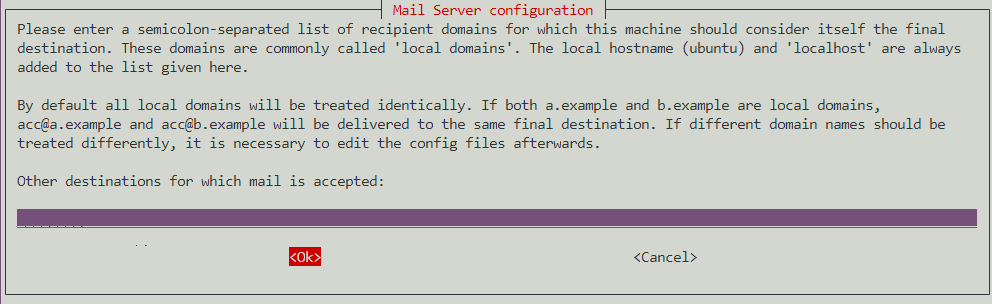 Mail Server configuration
Please enter a semicolon-separated list of recipient domains for which this machine should consider itself the final
destination. These domains are commonly called 'local domains'. The local hostname (ubuntu) and 'localhost' are always
added to the list given here.
By default all local domains will be treated identically. If both a.example and b.example are local domains,
acc@a.example and acc@b.example will be delivered to the same final destination. If different domain names should be
treated differently, it is necessary to edit the config files afterwards.
Other destinations for which mail is accepted:
<Ok> <Cancel>